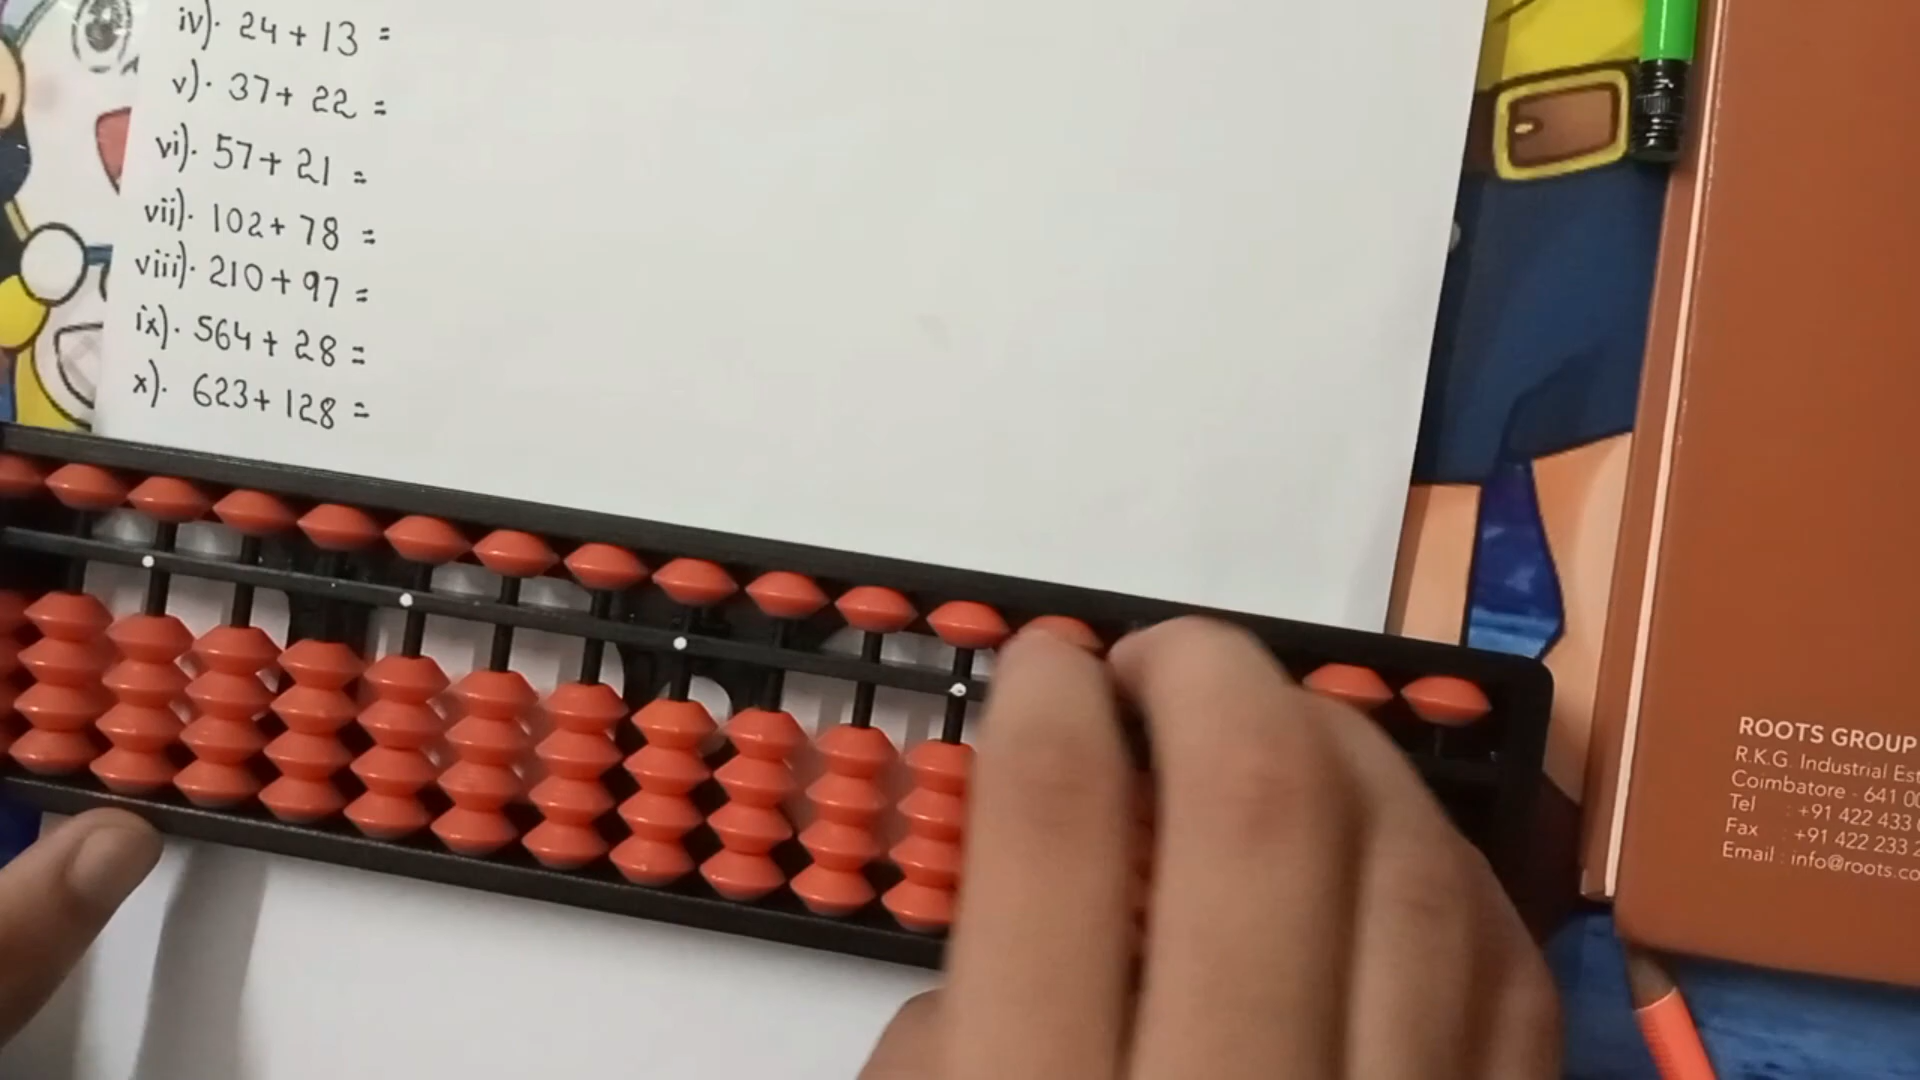 iv). 24 + 13 =
v). 37 + 22 =
vi). 57 + 21 =
vii). 102 + 78 =
viii). 210 + 97 =
ix). 564 + 28 =
x). 623 + 128 =
ROOTS GROUP
R.K.G. Industrial Est
Coimbatore - 641 00
Tel : +91 422 433
Fax : +91 422 233 2
Email : info@roots.co